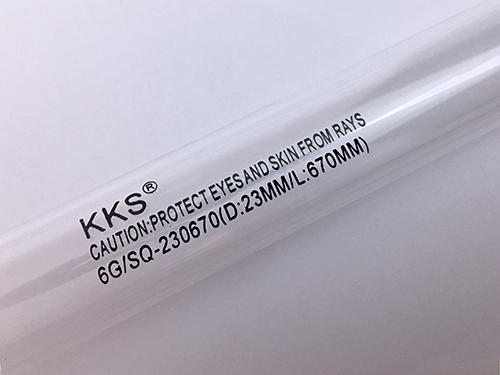 KKS®
CAUTION:PROTECT EYES AND SKIN FROM RAYS
6G/SQ-230670(D:23MM/L:670MM)